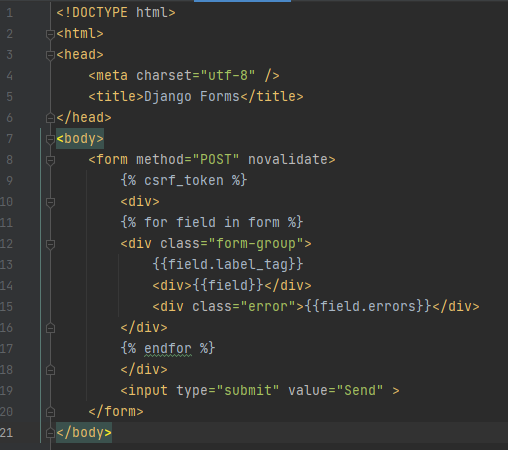 1 <!DOCTYPE html>
2 <html>
3 <head>
4     <meta charset="utf-8" />
5     <title>Django Forms</title>
6 </head>
7 <body>
8     <form method="POST" novalidate>
9         {% csrf_token %}
10         <div>
11         {% for field in form %}
12         <div class="form-group">
13             {{field.label_tag}}
14             <div>{{field}}</div>
15             <div class="error">{{field.errors}}</div>
16         </div>
17         {% endfor %}
18         </div>
19         <input type="submit" value="Send" >
20     </form>
21 </body>